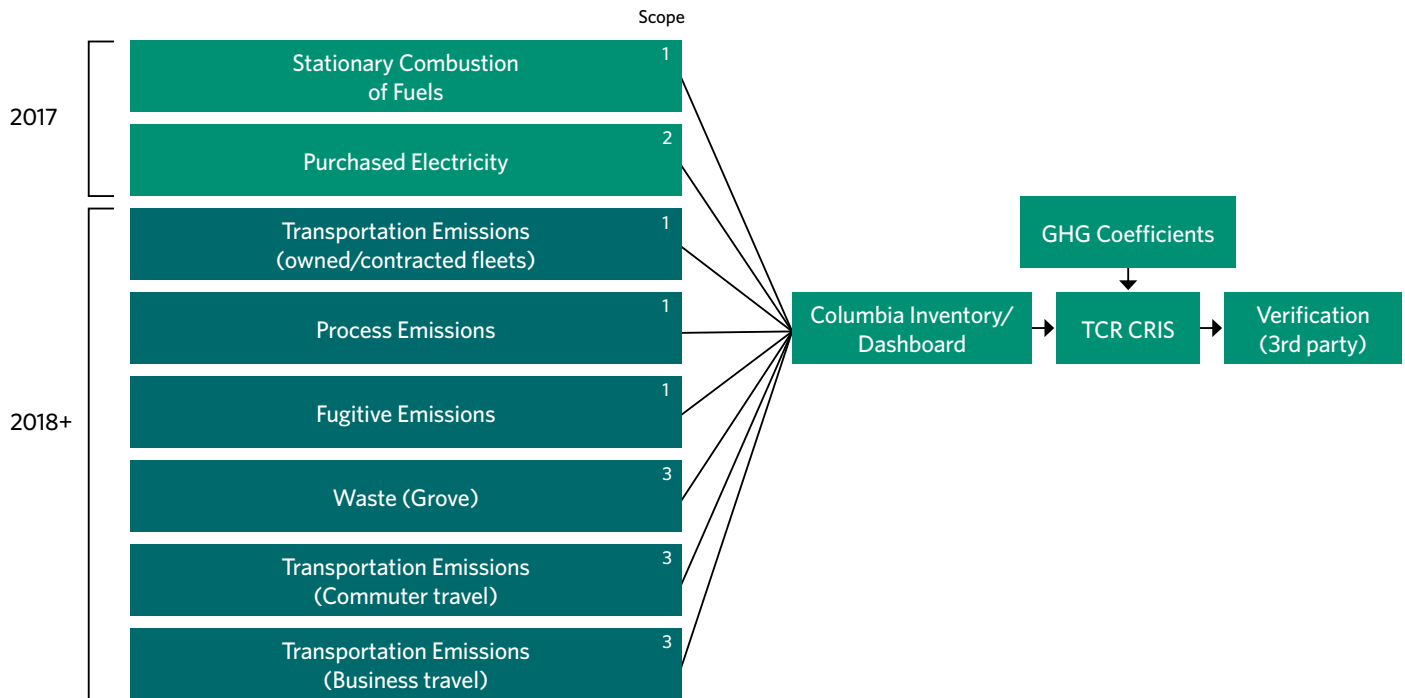 Scope
2017
1
Stationary Combustion
of Fuels
2
Purchased Electricity
2018+
1
Transportation Emissions
(owned/contracted fleets)
1
Process Emissions
1
Fugitive Emissions
3
Waste (Grove)
3
Transportation Emissions
(Commuter travel)
3
Transportation Emissions
(Business travel)
Columbia Inventory/
Dashboard
GHG Coefficients
TCR CRIS
Verification
(3rd party)